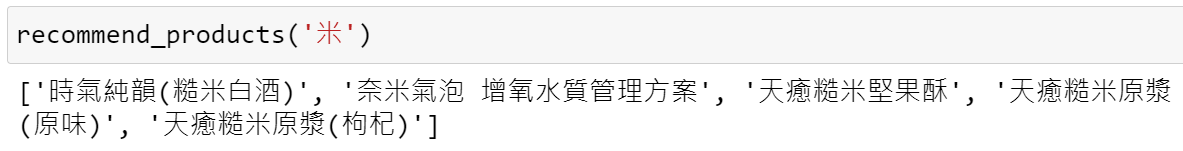 recommend_products('米')
['時氣純韻(糙米白酒)', '奈米氣泡 增氧水質管理方案', '天癒糙米堅果酥', '天癒糙米原漿
(原味)', '天癒糙米原漿(枸杞)']